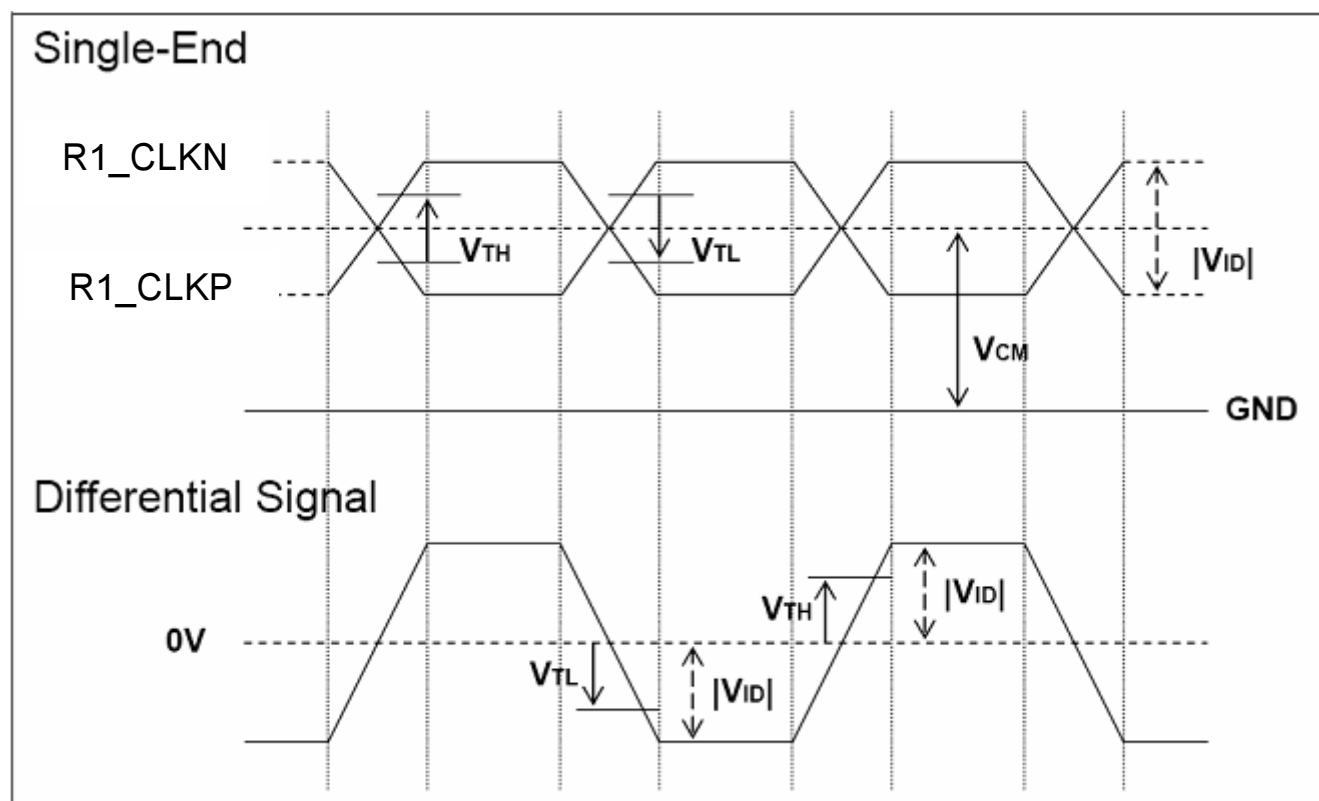 Single-End
R1_CLKN
VTH
VTL
|VID|
R1_CLKP
VCM
GND
Differential Signal
VTH
|VID|
0V
VTL
|VID|